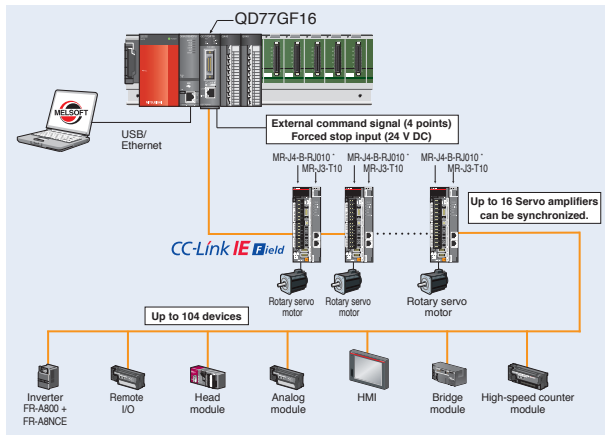 QD77GF16
MELSOFT
USB/
Ethernet
External command signal (4 points)
Forced stop input (24 V DC)
MR-J4-B-RJ010 *
MR-J3-T10
MR-J4-B-RJ010 *
MR-J3-T10
MR-J4-B-RJ010 *
MR-J3-T10
Up to 16 Servo amplifiers
can be synchronized.
CC-Link IE Field
Rotary servo
motor
Rotary servo
motor
Rotary servo
motor
Up to 104 devices
Inverter
FR-A800 +
FR-A8NCE
Remote
I/O
Head
module
Analog
module
HMI
Bridge
module
High-speed counter
module